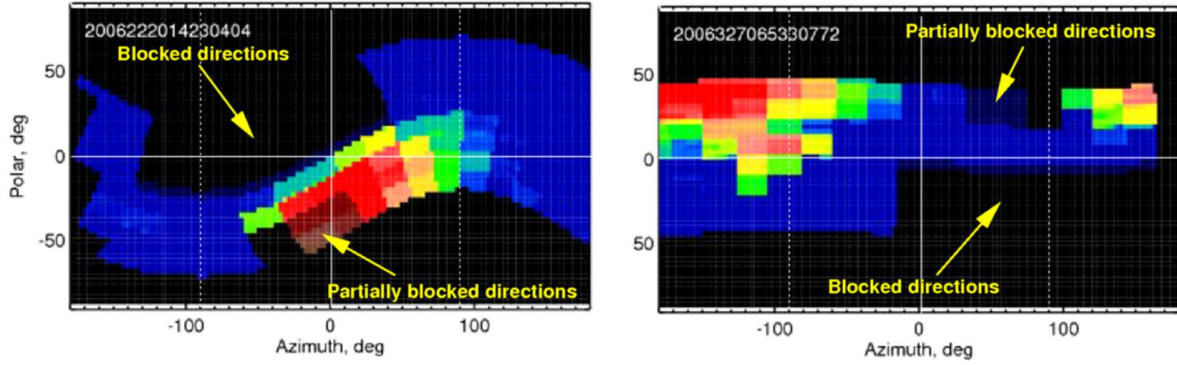 2006222014230404
Blocked directions
Partially blocked directions
50
0
-50
Polar, deg
-100
0
100
Azimuth, deg
2006327065330772
Partially blocked directions
Blocked directions
50
0
50
-100
0
100
Azimuth, deg